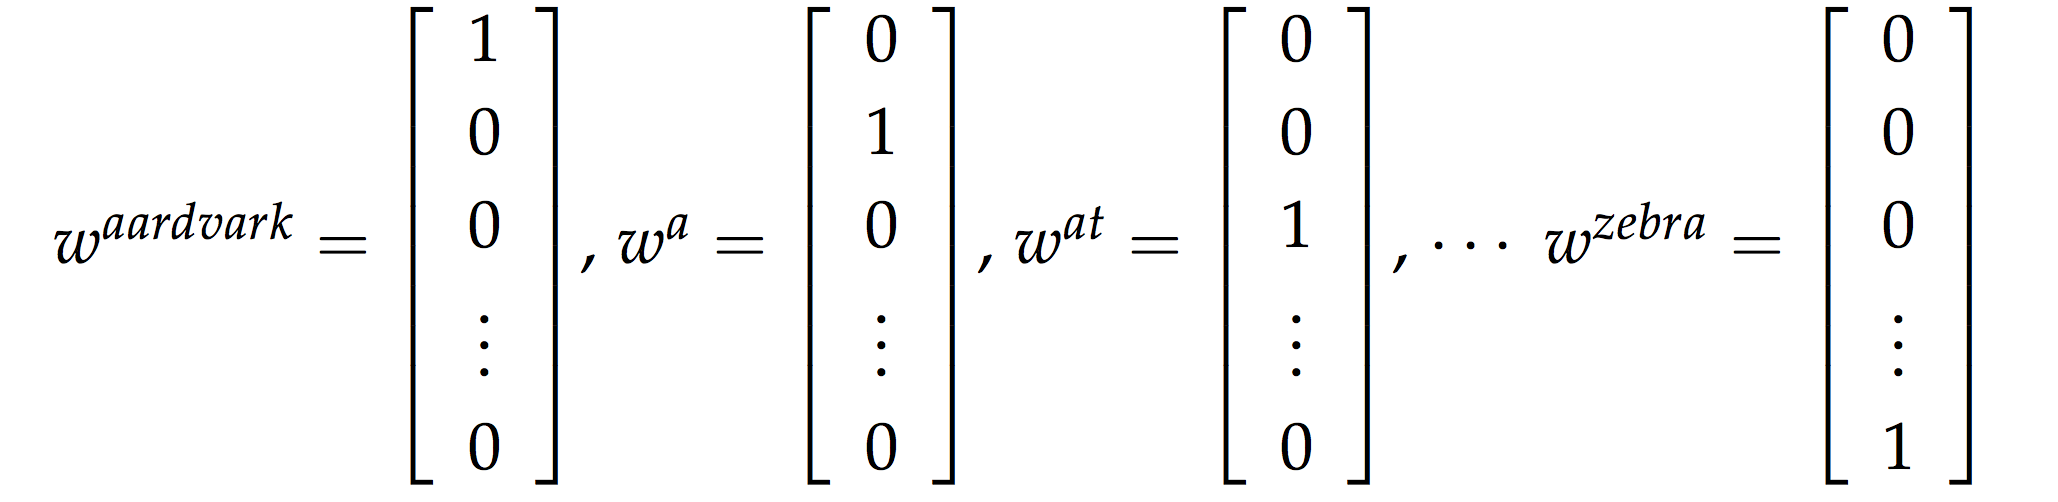 1 0 0 0
0 1 0 0
w^{aardvark} = 0 , w^{a} = 0 , w^{at} = 1 , ⋯ w^{zebra} = 0
⋮ ⋮ ⋮ ⋮
0 0 0 1